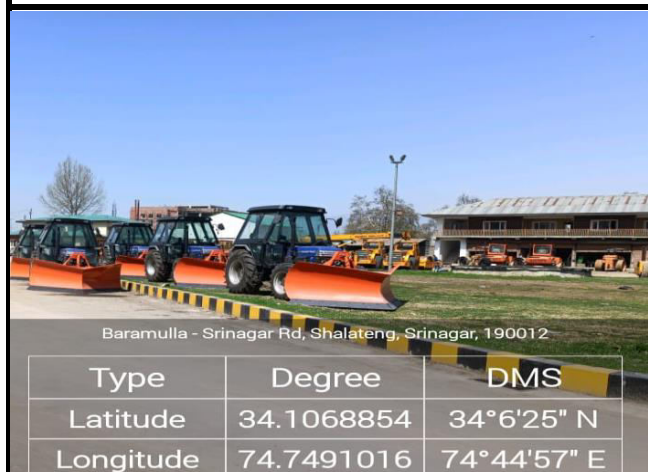 Baramulla - Srinagar Rd, Shalateng, Srinagar, 190012
Type Degree DMS
Latitude 34.1068854 34°6'25" N
Longitude 74.7491016 74°44'57" E